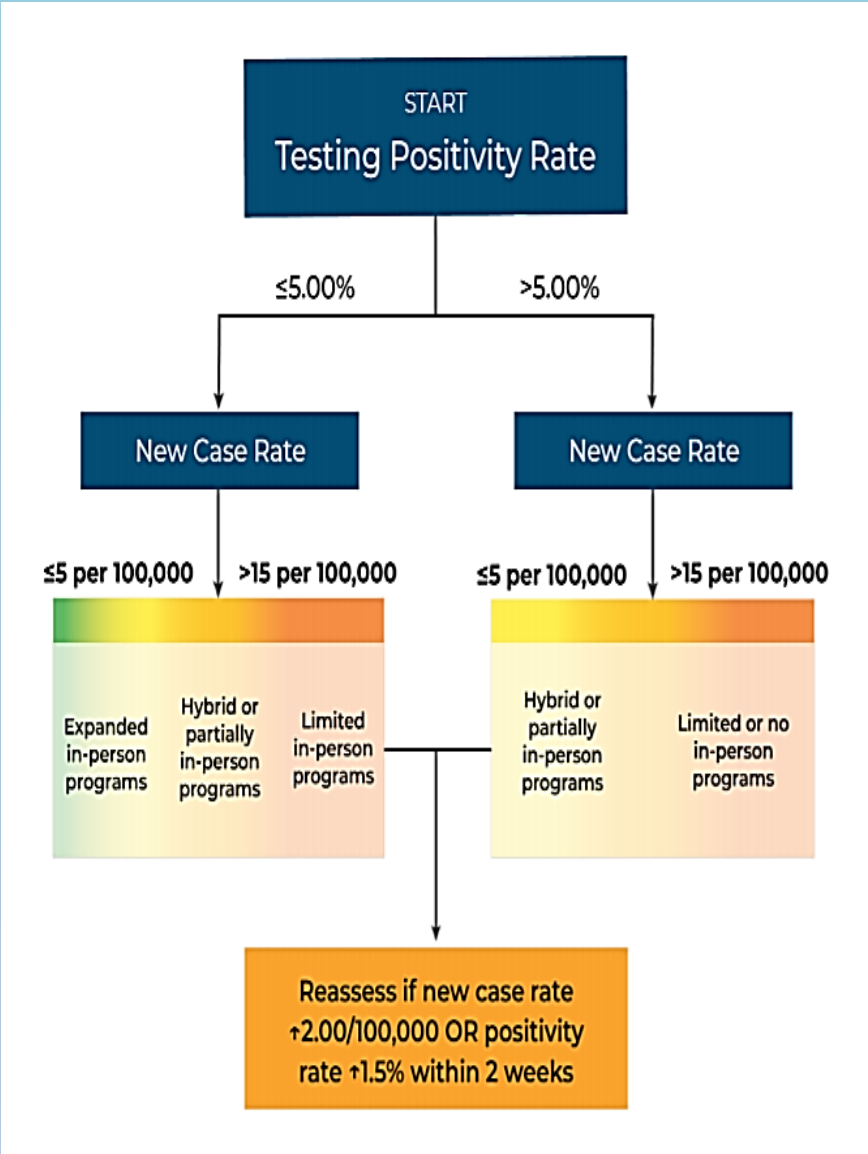 START
Testing Positivity Rate
≤5.00%
>5.00%
New Case Rate
New Case Rate
≤5 per 100,000
>15 per 100,000
≤5 per 100,000
>15 per 100,000
Expanded
in-person
programs
Hybrid or
partially
in-person
programs
Limited
in-person
programs
Hybrid or
partially
in-person
programs
Limited or no
in-person
programs
Reassess if new case rate
↑2.00/100,000 OR positivity
rate ↑1.5% within 2 weeks